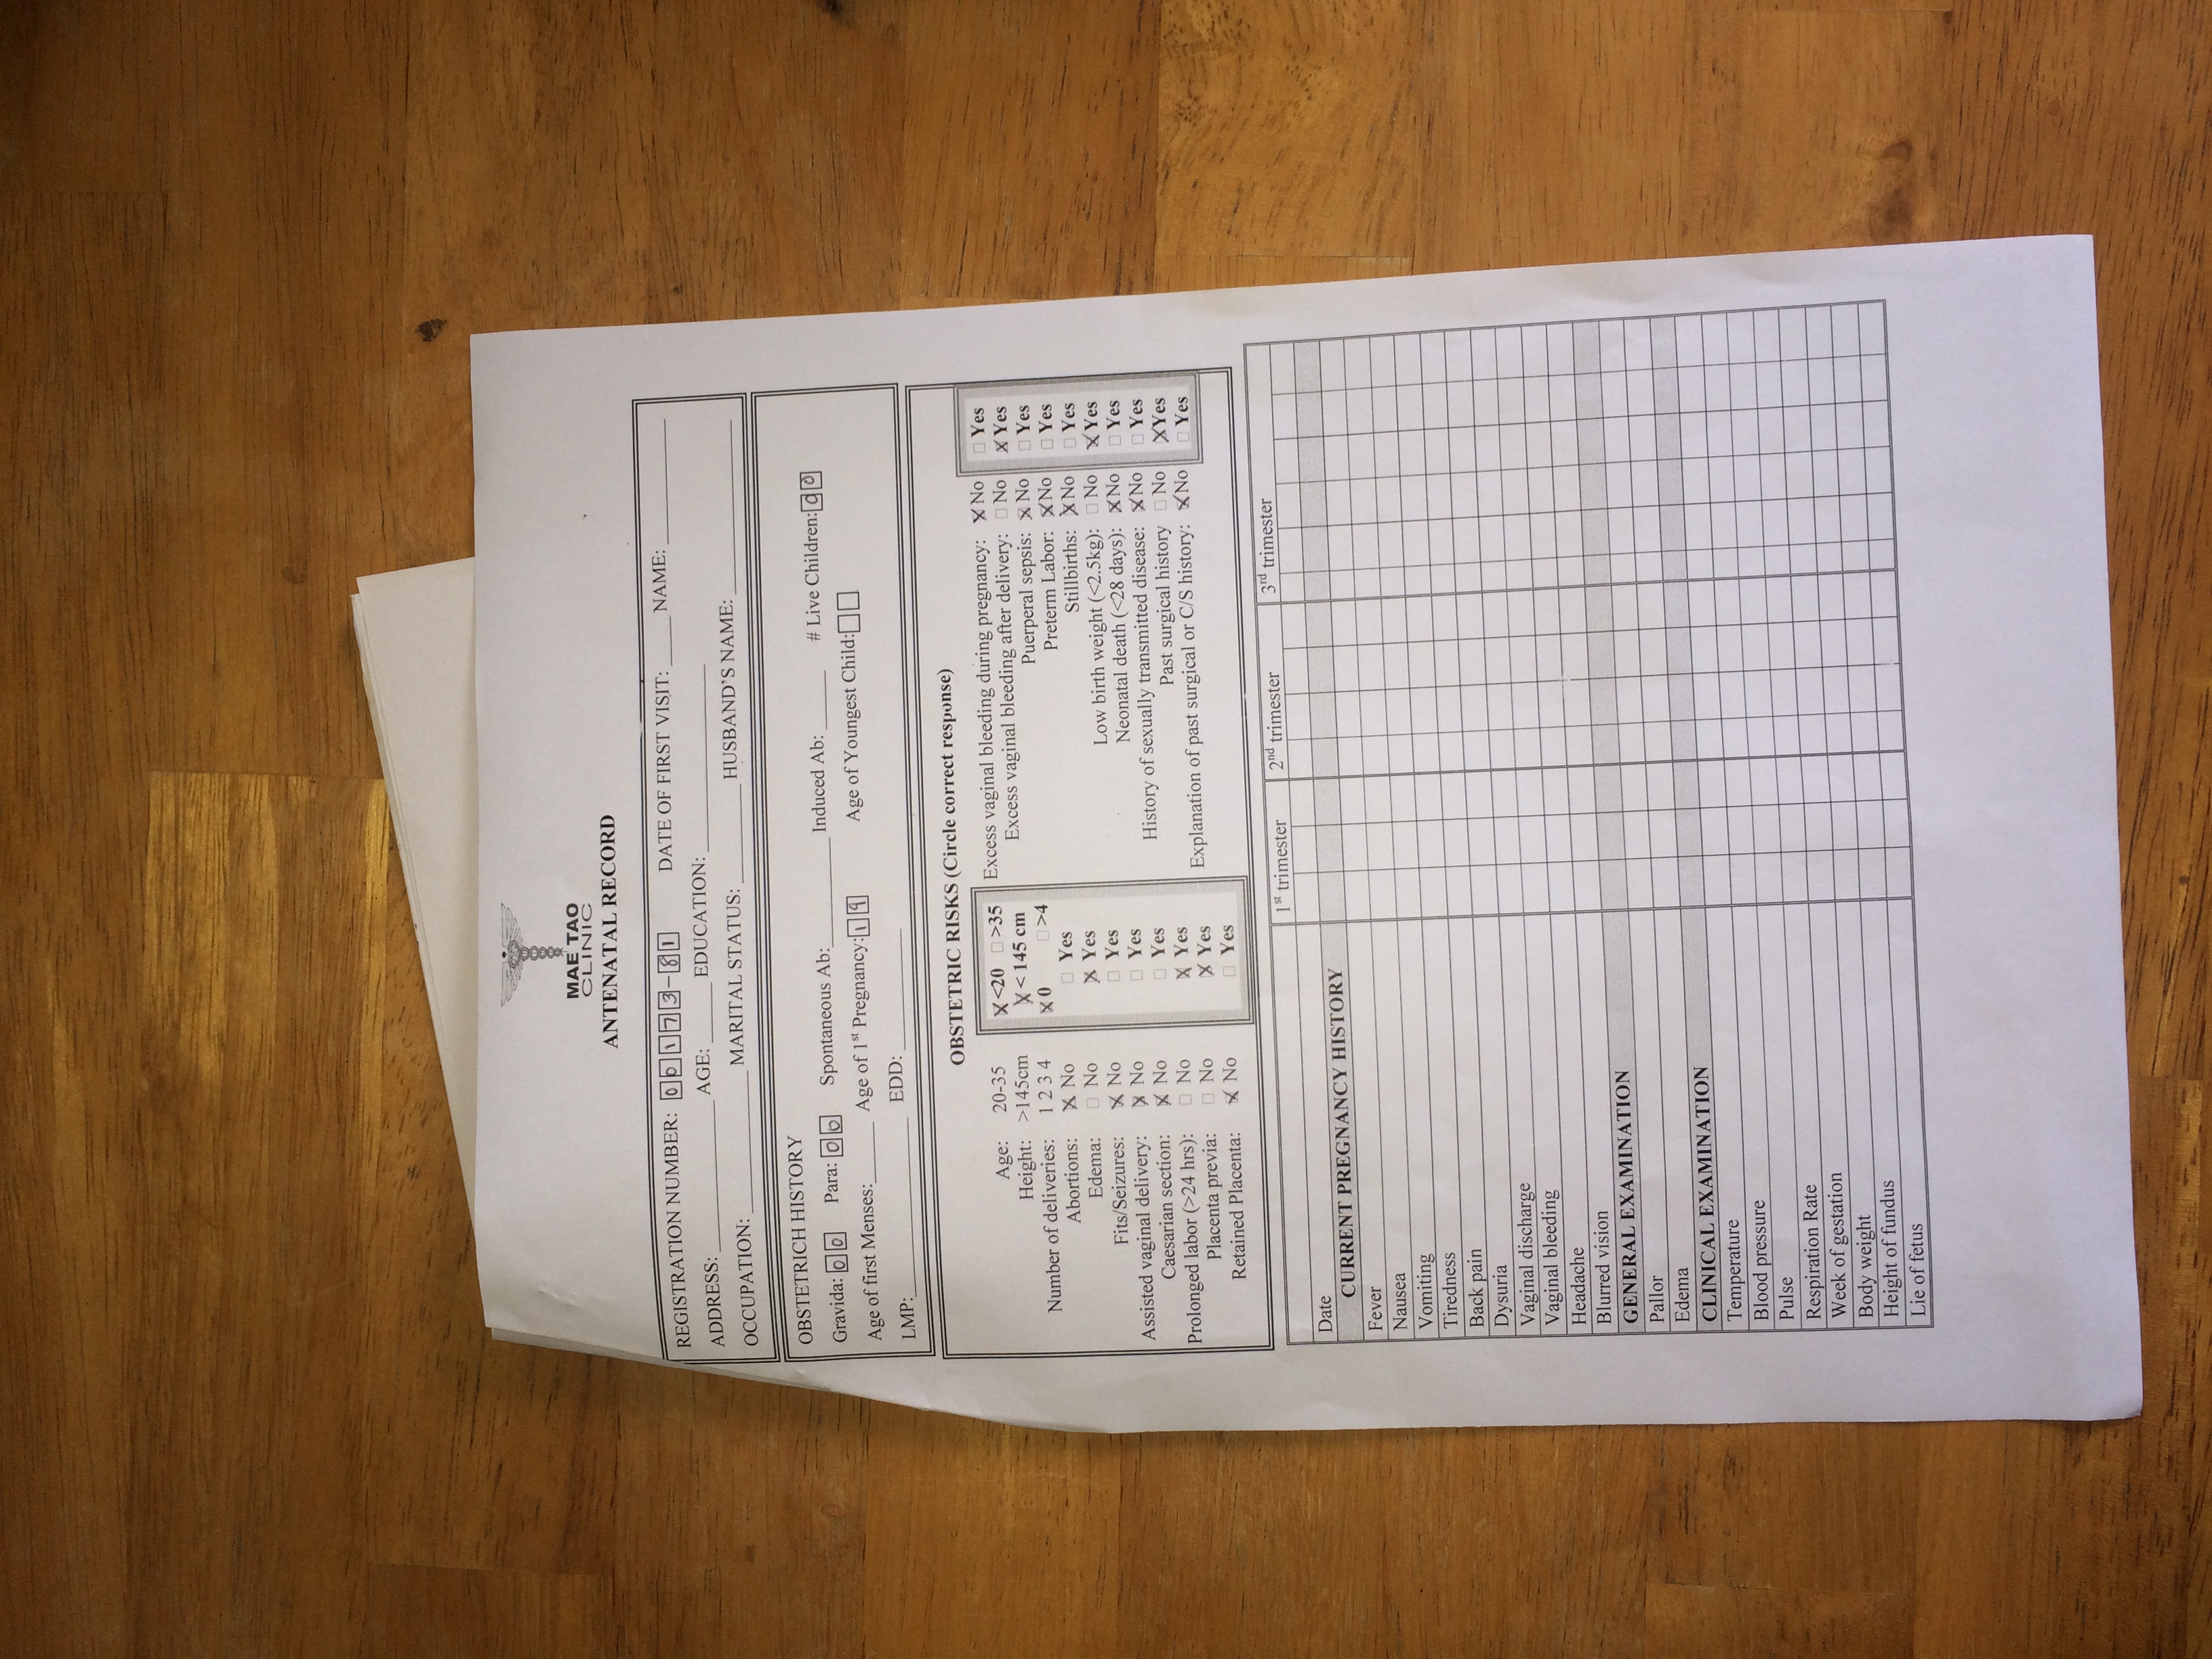 MAE TAO
CLINIC
ANTENATAL RECORD
REGISTRATION NUMBER: 00173-81 DATE OF FIRST VISIT: _____ NAME: _____
ADDRESS: _____ AGE: _____ EDUCATION: _____
OCCUPATION: _____ MARITAL STATUS: _____ HUSBAND'S NAME: _____
OBSTETRICH HISTORY
Gravida: 00 Para: 00 Spontaneous Ab: _____ Induced Ab: _____ # Live Children: 00
Age of first Menses: _____ Age of 1st Pregnancy: 19 Age of Youngest Child: □□
LMP: _____ EDD: _____
OBSTETRIC RISKS (Circle correct response)
Age: 20-35 ☒ <20 □ >35
Height: >145cm ☒ < 145 cm
Number of deliveries: 1 2 3 4 ☒ 0 □ >4
Abortions: ☒ No □ Yes
Edema: □ No ☒ Yes
Fits/Seizures: ☒ No □ Yes
Assisted vaginal delivery: ☒ No □ Yes
Caesarian section: ☒ No □ Yes
Prolonged labor (>24 hrs): □ No ☒ Yes
Placenta previa: □ No ☒ Yes
Retained Placenta: ☒ No □ Yes
Excess vaginal bleeding during pregnancy: ☒ No □ Yes
Excess vaginal bleeding after delivery: □ No ☒ Yes
Puerperal sepsis: ☒ No □ Yes
Preterm Labor: ☒ No □ Yes
Stillbirths: ☒ No □ Yes
Low birth weight (<2.5kg): □ No ☒ Yes
Neonatal death (<28 days): ☒ No □ Yes
History of sexually transmitted disease: ☒ No □ Yes
Past surgical history □ No ☒ Yes
Explanation of past surgical or C/S history: ☒ No □ Yes
1st trimester 2nd trimester 3rd trimester
Date
CURRENT PREGNANCY HISTORY
Fever
Nausea
Vomiting
Tiredness
Back pain
Dysuria
Vaginal discharge
Vaginal bleeding
Headache
Blurred vision
GENERAL EXAMINATION
Pallor
Edema
CLINICAL EXAMINATION
Temperature
Blood pressure
Pulse
Respiration Rate
Week of gestation
Body weight
Height of fundus
Lie of fetus